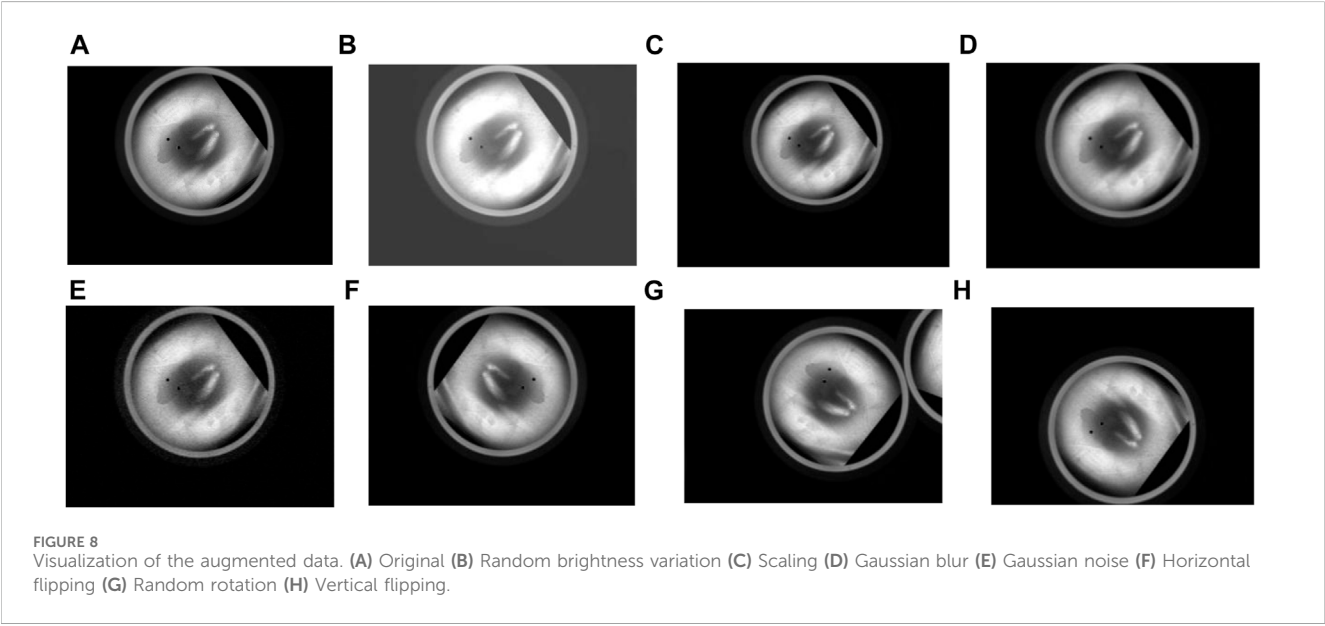 A B C D
E F G H
FIGURE 8
Visualization of the augmented data. (A) Original (B) Random brightness variation (C) Scaling (D) Gaussian blur (E) Gaussian noise (F) Horizontal
flipping (G) Random rotation (H) Vertical flipping.